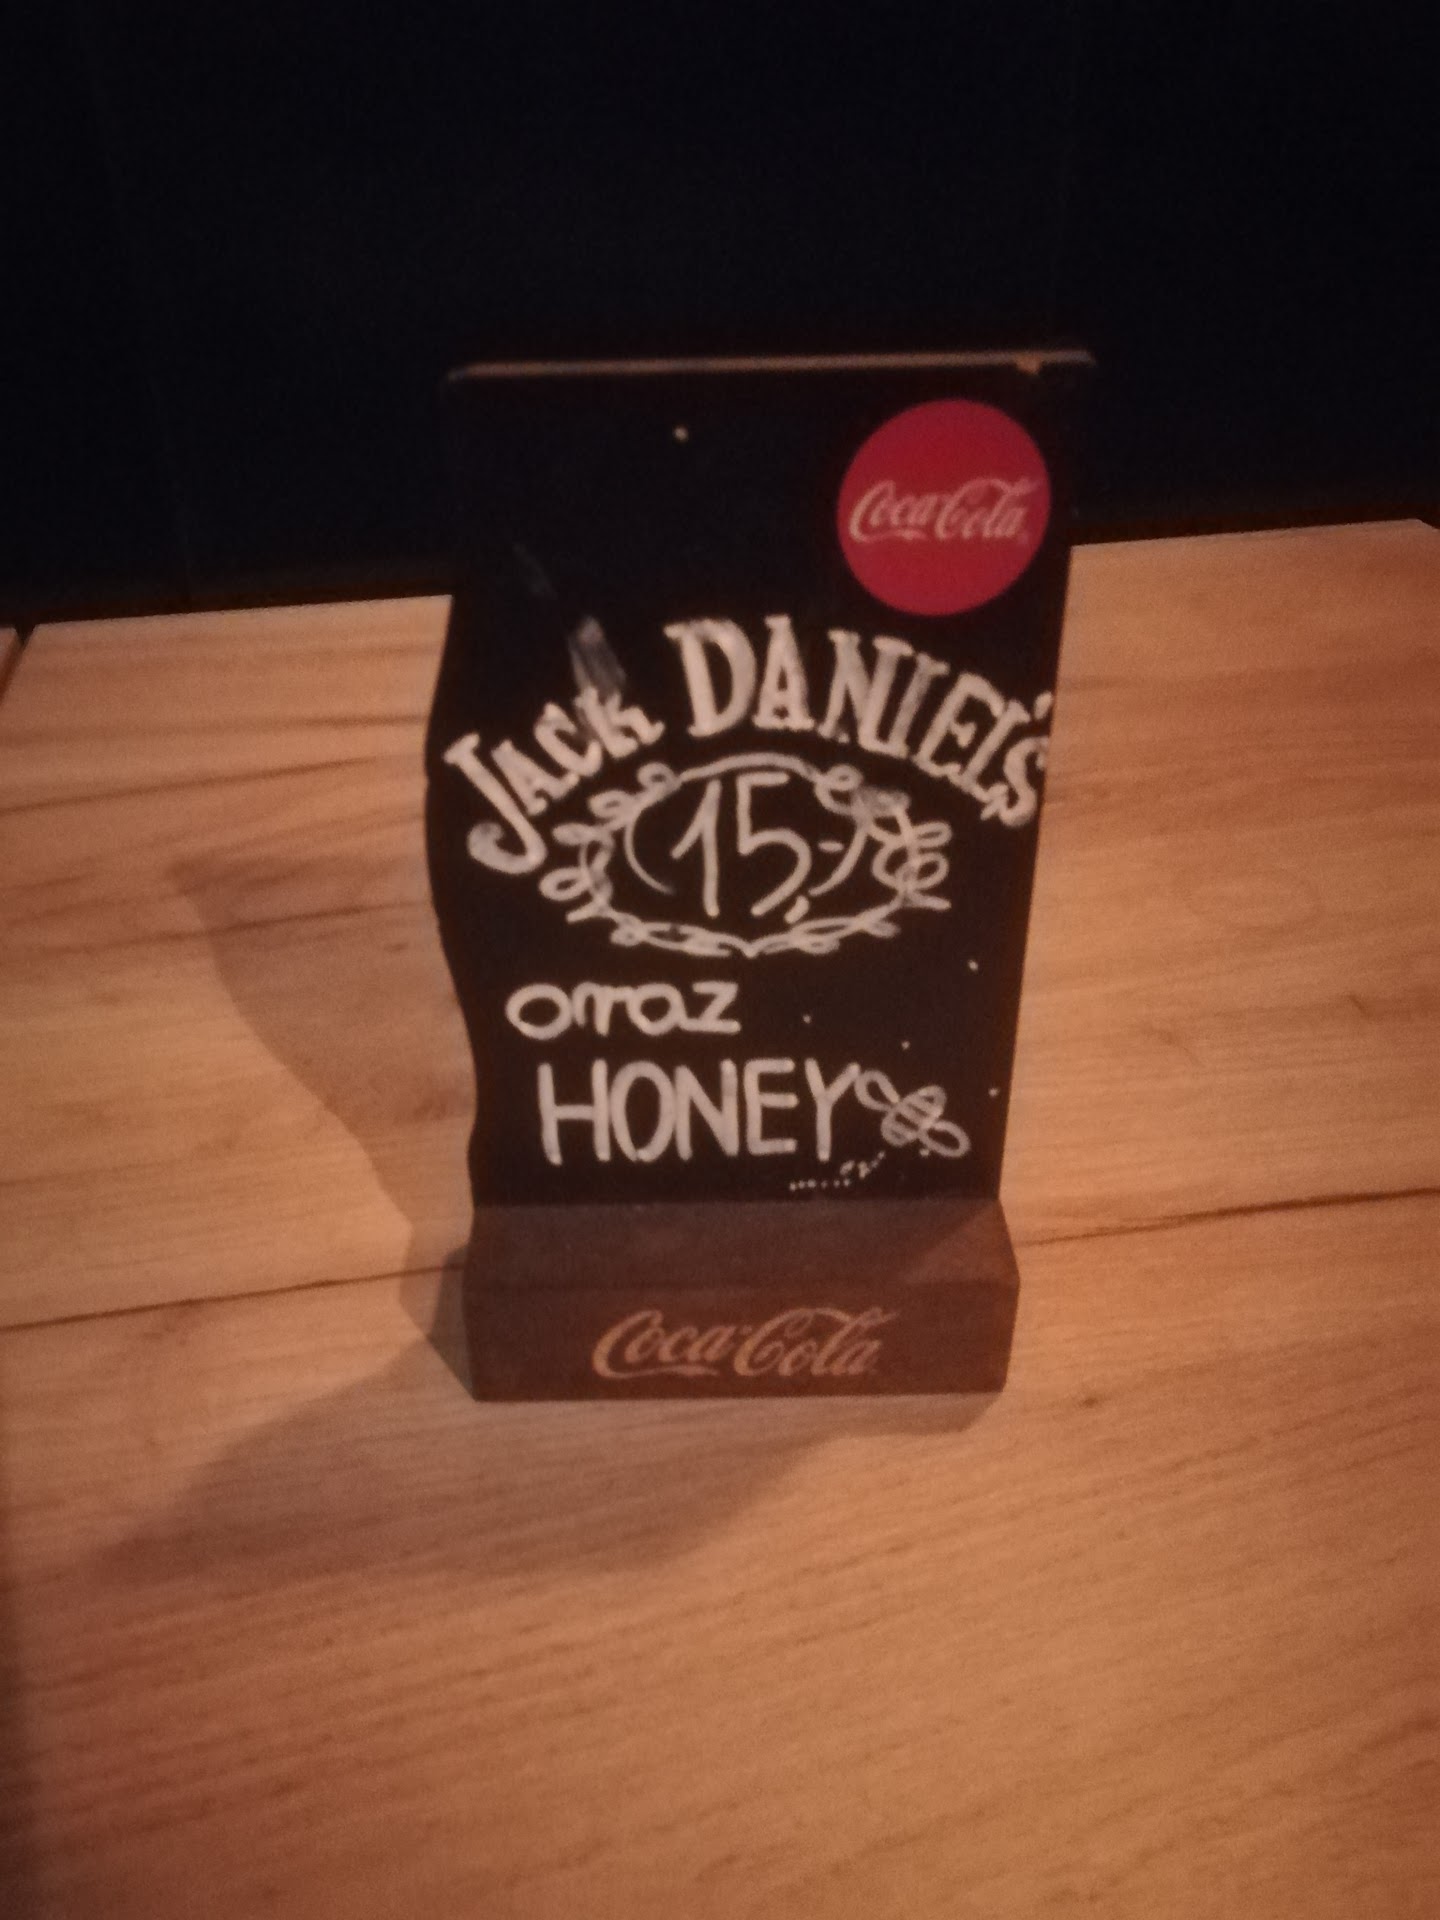 Coca-Cola
JACK DANIEL'S
15,-
oraz
HONEY
Coca-Cola